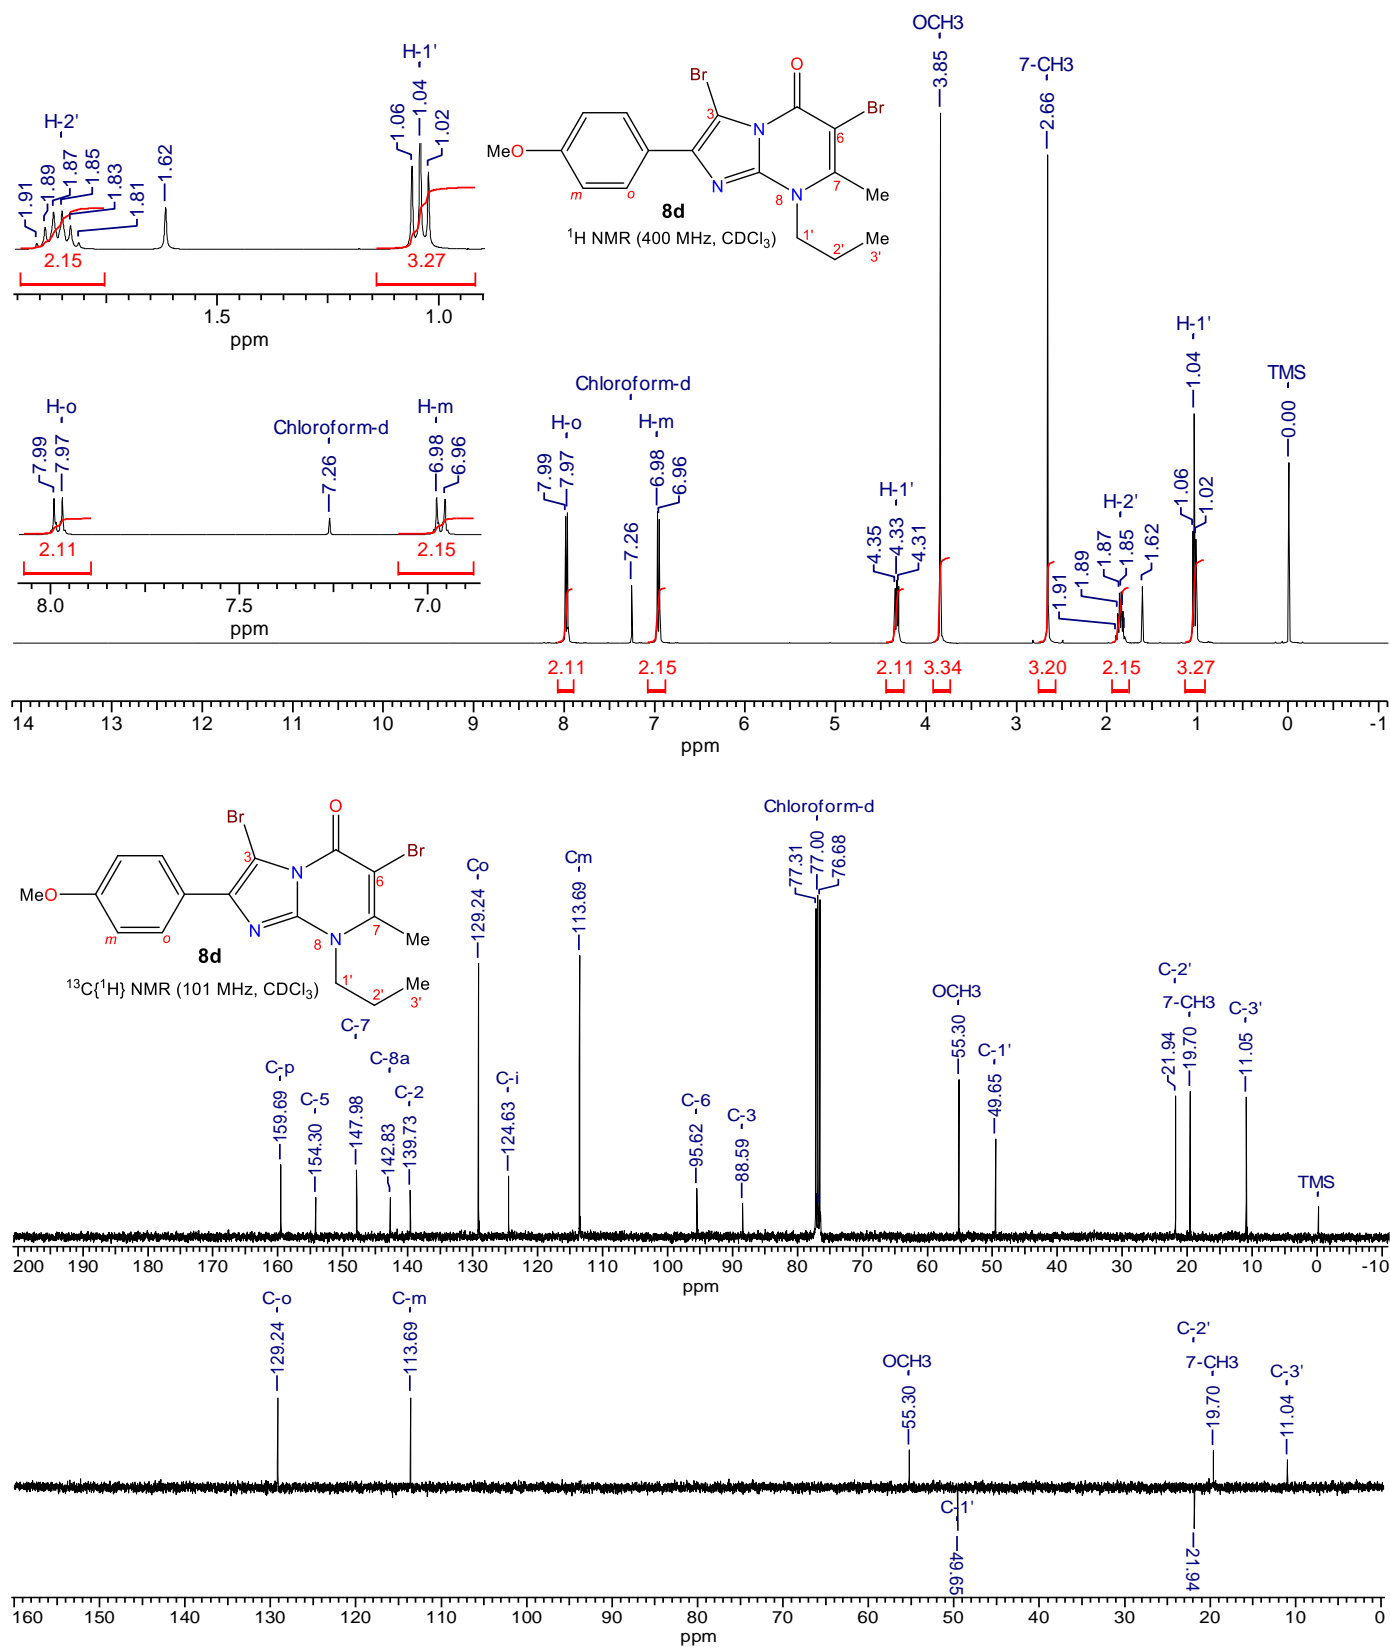 H-2'
1.91
1.89
1.87
1.85
1.83
1.81
1.62
H-1'
1.06
1.04
1.02
2.15
3.27
1.5
1.0
ppm
Br
O
Br
3
N
6
MeO
N
7
Me
m
o
8
N
8d
1'
2'
Me
3'
¹H NMR (400 MHz, CDCl₃)
OCH3
3.85
7-CH3
2.66
H-1'
1.04
1.06
1.02
TMS
0.00
H-o
7.99
7.97
Chloroform-d
7.26
H-m
6.98
6.96
2.11
2.15
8.0
7.5
7.0
ppm
Chloroform-d
H-o
7.99
7.97
7.26
H-m
6.98
6.96
H-1'
4.35
4.33
4.31
H-2'
1.91
1.89
1.87
1.85
1.62
2.11
2.15
2.11
3.34
3.20
2.15
3.27
14 13 12 11 10 9 8 7 6 5 4 3 2 1 0 -1
ppm
Br
O
Br
3
N
6
MeO
N
7
Me
m
o
8
N
8d
1'
2'
Me
3'
¹³C{¹H} NMR (101 MHz, CDCl₃)
C-p
159.69
C-5
154.30
C-7
147.98
C-8a
142.83
C-2
139.73
Co
129.24
C-i
124.63
Cm
113.69
C-6
95.62
C-3
88.59
Chloroform-d
77.31
77.00
76.68
OCH3
55.30
C-1'
49.65
C-2'
21.94
7-CH3
19.70
C-3'
11.05
TMS
200 190 180 170 160 150 140 130 120 110 100 90 80 70 60 50 40 30 20 10 0 -10
ppm
C-o
129.24
C-m
113.69
OCH3
55.30
C-1'
49.65
C-2'
21.94
7-CH3
19.70
C-3'
11.04
160 150 140 130 120 110 100 90 80 70 60 50 40 30 20 10 0
ppm